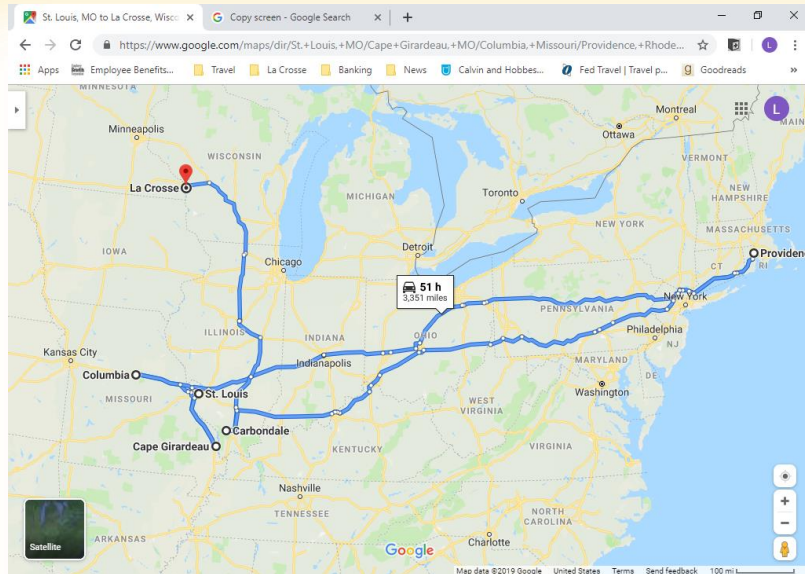 St. Louis, MO to La Crosse, Wisco
Copy screen - Google Search
https://www.google.com/maps/dir/St.+Louis,+MO/Cape+Girardeau,+MO/Columbia,+Missouri/Providence,+Rhode...
Apps Employee Benefits... Travel La Crosse Banking News Calvin and Hobbes... Fed Travel | Travel p... Goodreads »
MINNESOTA
Montreal
L
MAIN
Minneapolis
Ottawa
WISCONSIN
VERMONT
La Crosse
Toronto
NEW
HAMPSHIRE
MICHIGAN
NEW YORK
MASSACHUSETTS
IOWA
Detroit
Providenc
Chicago
CT RI
51 h
3,351 miles
New York
PENNSYLVANIA
ILLINOIS
INDIANA
OHIO
Philadelphia
Kansas City
Indianapolis
NJ
MARYLAND
Columbia
DE
St. Louis
Washington
MISSOURI
WEST
VIRGINIA
Carbondale
Cape Girardeau
KENTUCKY
VIRGINIA
Nashville
TENNESSEE
NORTH
CAROLINA
Satellite
ARKANSAS
Google
Charlotte
Map data ©2019 Google United States Terms Send feedback 100 mi